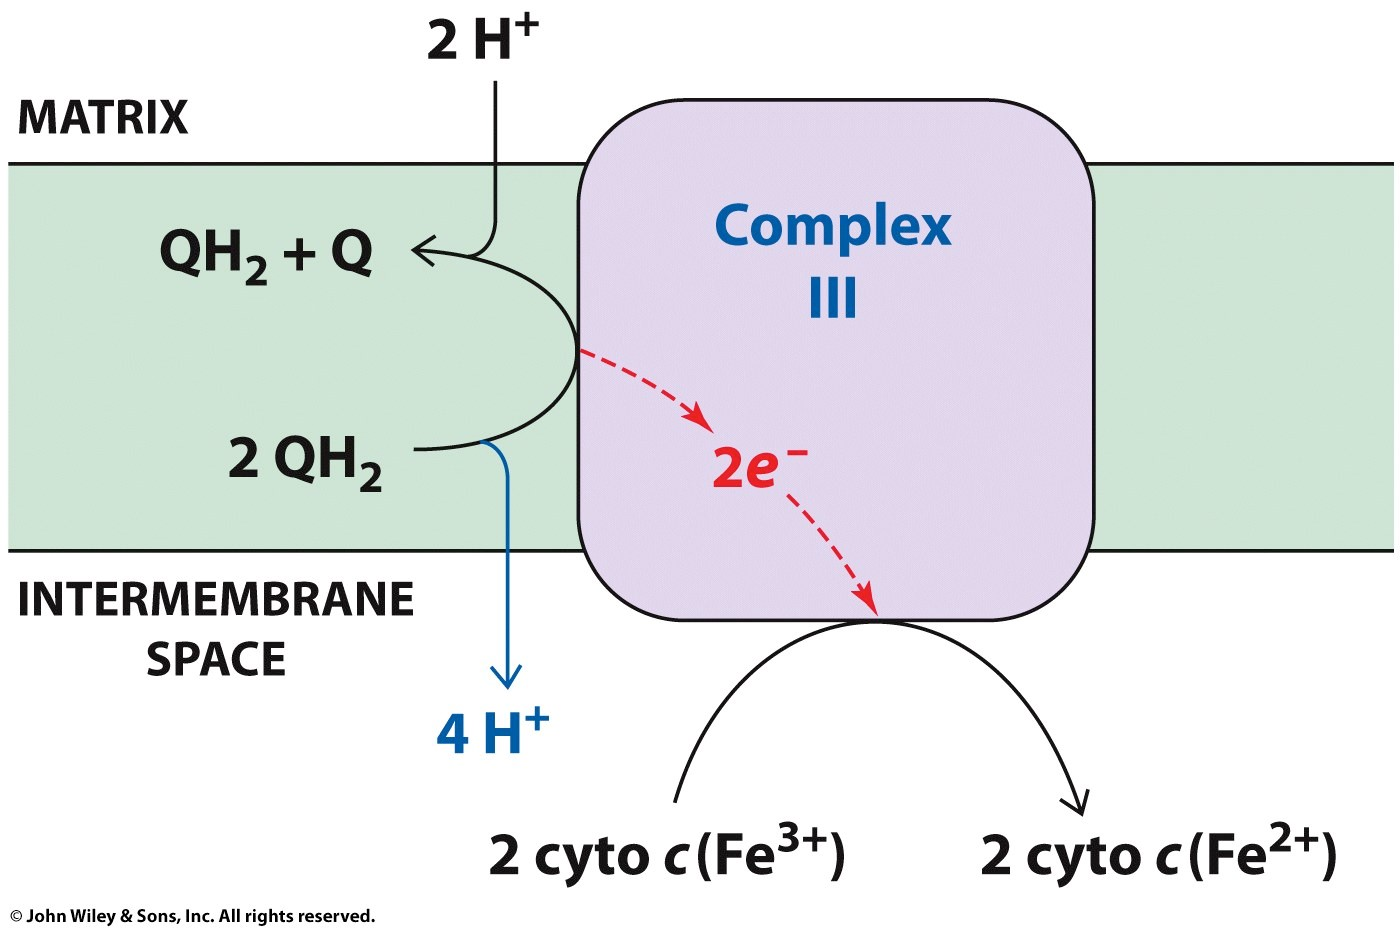 2 H⁺
MATRIX
Complex
III
QH₂ + Q
2 QH₂
2e⁻
INTERMEMBRANE
SPACE
4 H⁺
2 cyto c (Fe³⁺)
2 cyto c (Fe²⁺)
© John Wiley & Sons, Inc. All rights reserved.